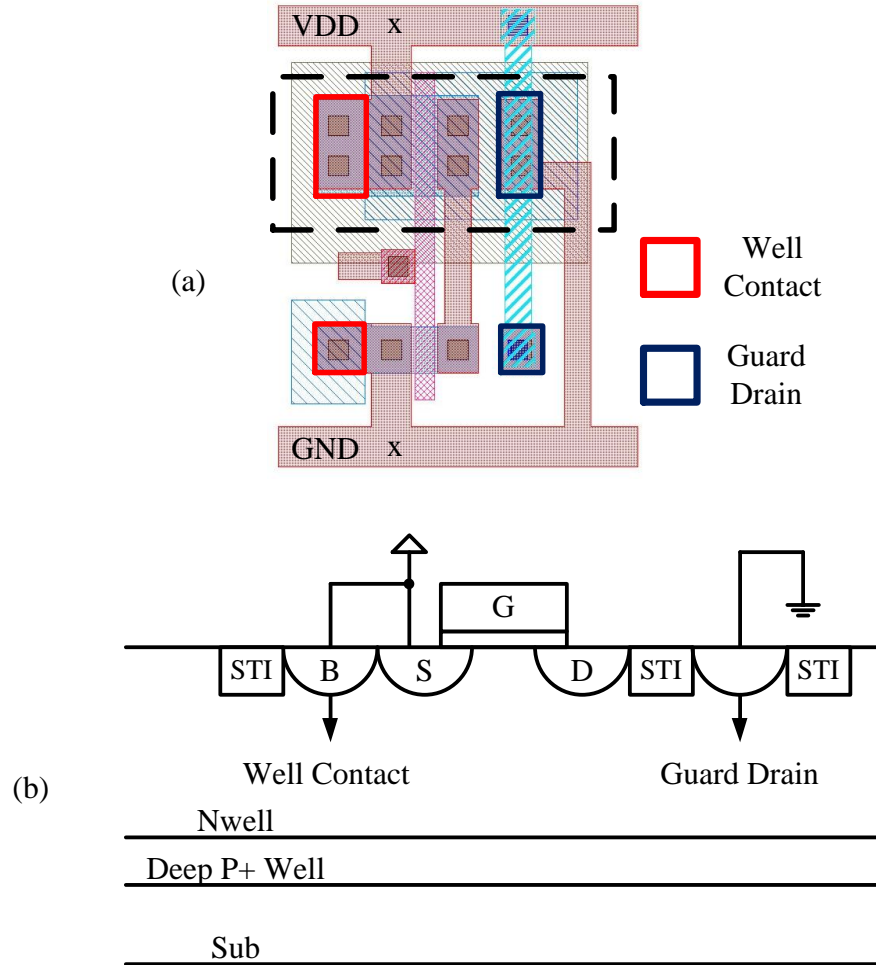 VDD x
(a)
Well
Contact
Guard
Drain
GND x
G
STI B S D STI STI
Well Contact Guard Drain
(b)
Nwell
Deep P+ Well
Sub